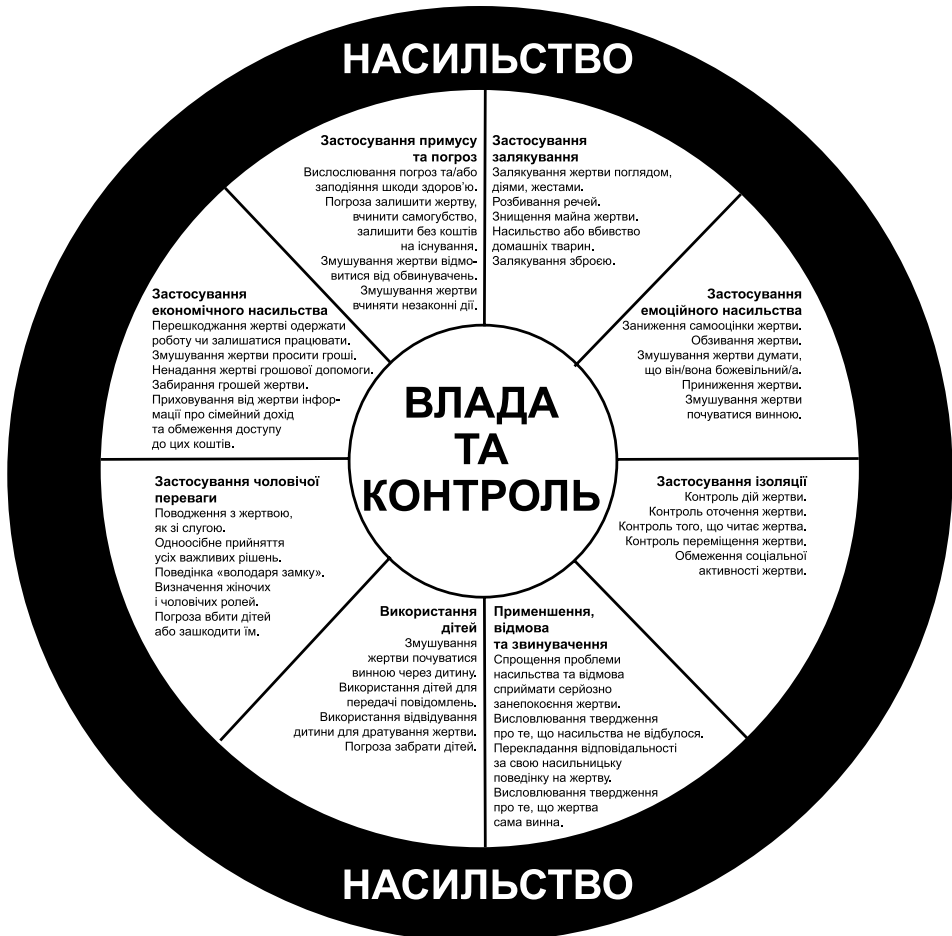 НАСИЛЬСТВО
Застосування примусу
та погроз
Вислослювання погроз та/або
заподіяння шкоди здоров’ю.
Погроза залишити жертву,
вчинити самогубство,
залишити без коштів
на існування.
Змушування жертви відмо-
витися від обвинувачень.
Змушування жертви
вчиняти незаконні дії.
Застосування
залякування
Залякування жертви поглядом,
діями, жестами.
Розбивання речей.
Знищення майна жертви.
Насильство або вбивство
домашніх тварин.
Залякування зброєю.
Застосування
емоційного насильства
Заниження самооцінки жертви.
Обзивання жертви.
Змушування жертви думати,
що він/вона божевільний/а.
Приниження жертви.
Змушування жертви
почуватися винною.
Застосування ізоляції
Контроль дій жертви.
Контроль оточення жертви.
Контроль того, що читає жертва.
Контроль переміщення жертви.
Обмеження соціальної
активності жертви.
Применшення,
відмова
та звинувачення
Спрощення проблеми
насильства та відмова
сприймати серйозно
занепокоєння жертви.
Висловлювання твердження
про те, що насильства не відбулося.
Перекладання відповідальності
за свою насильницьку
поведінку на жертву.
Висловлювання твердження
про те, що жертва
сама винна.
Використання
дітей
Змушування
жертви почуватися
винною через дитину.
Використання дітей для
передачі повідомлень.
Використання відвідування
дитини для дратування жертви.
Погроза забрати дітей.
Застосування чоловічої
переваги
Поводження з жертвою,
як зі слугою.
Одноосібне прийняття
усіх важливих рішень.
Поведінка «володаря замку».
Визначення жіночих
і чоловічих ролей.
Погроза вбити дітей
або зашкодити їм.
Застосування
економічного насильства
Перешкоджання жертві одержати
роботу чи залишатися працювати.
Змушування жертви просити гроші.
Ненадання жертві грошової допомоги.
Забирання грошей жертви.
Приховування від жертви інфор-
мації про сімейний дохід
та обмеження доступу
до цих коштів.
ВЛАДА
ТА
КОНТРОЛЬ
НАСИЛЬСТВО